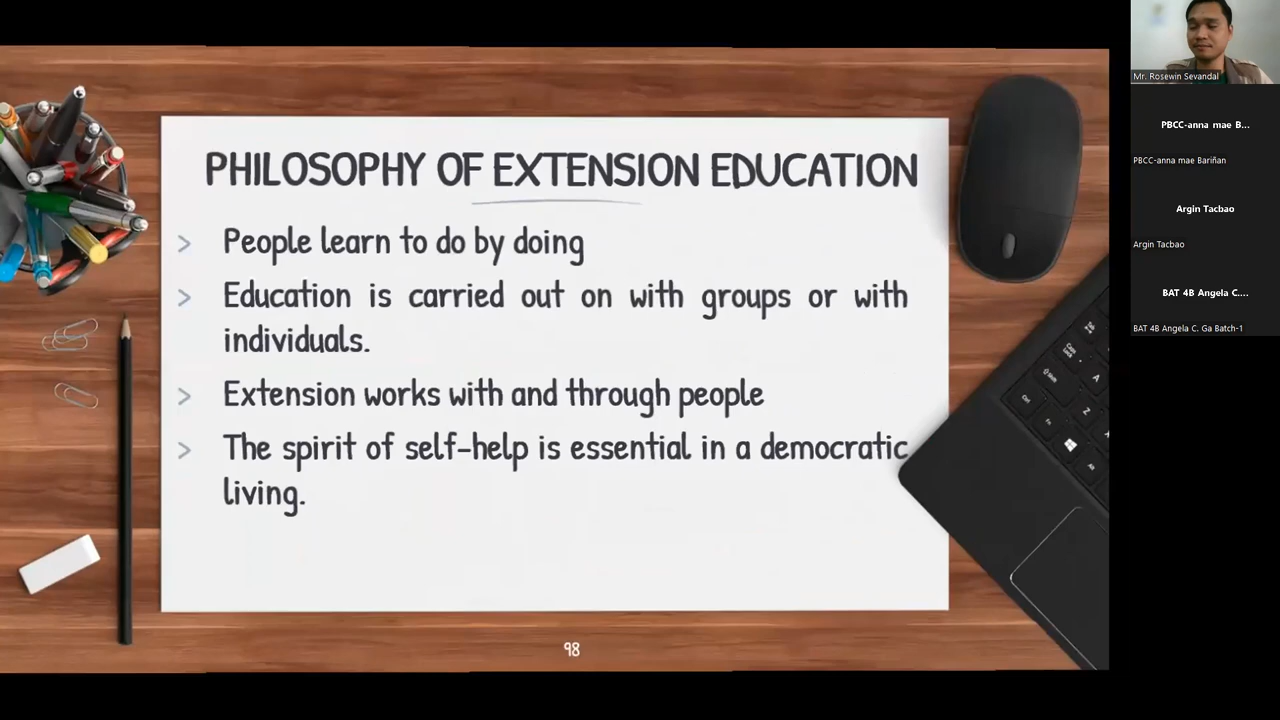 PHILOSOPHY OF EXTENSION EDUCATION
> People learn to do by doing
> Education is carried out on with groups or with
individuals.
> Extension works with and through people
> The spirit of self-help is essential in a democratic
living.
98
Mr. Rosewin Sevandal
PBCC-anna mae B...
PBCC-anna mae Bariñan
Argin Tacbao
Argin Tacbao
BAT 4B Angela C....
BAT 4B Angela C. Ga Batch-1